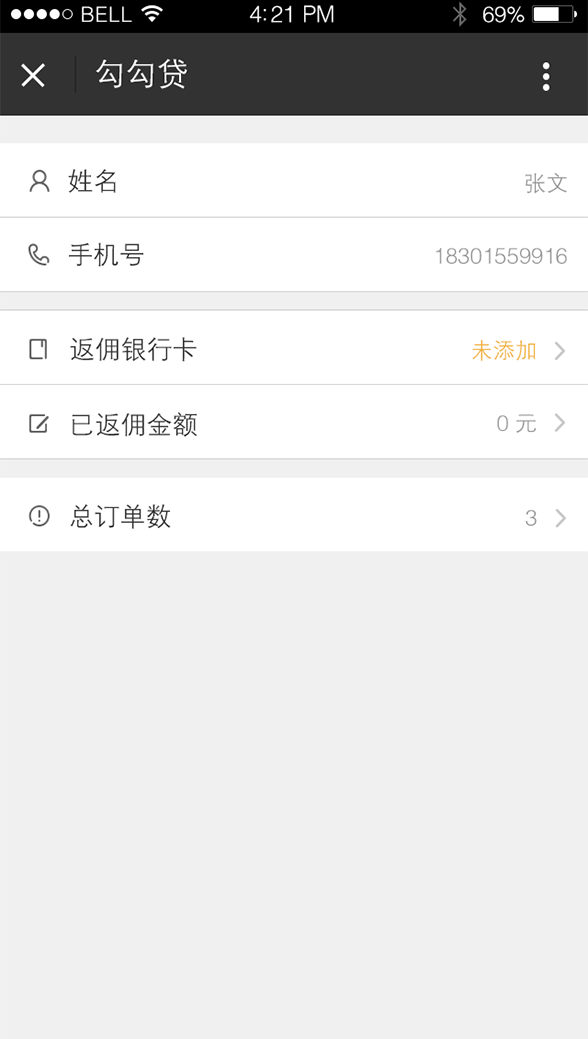 BELL 4:21 PM 69%
勾勾贷
姓名 张文
手机号 18301559916
返佣银行卡 未添加
已返佣金额 0 元
总订单数 3